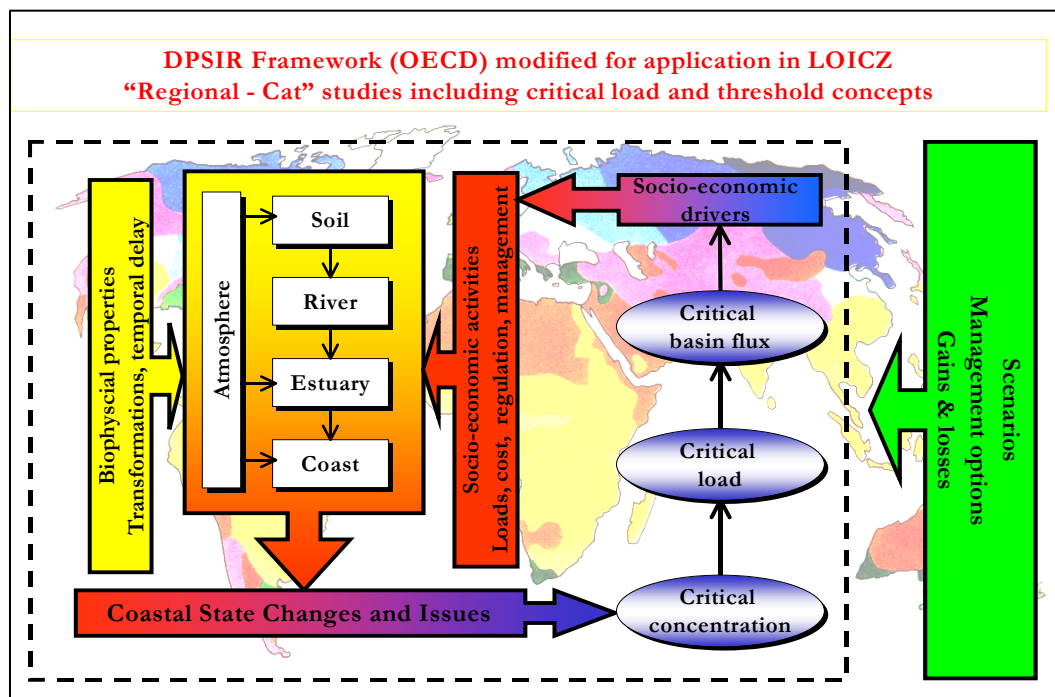 DPSIR Framework (OECD) modified for application in LOICZ
“Regional - Cat” studies including critical load and threshold concepts
Biophyscial properties
Transformations, temporal delay
Atmosphere
Soil
River
Estuary
Coast
Socio-economic activities
Loads, cost, regulation, management
Socio-economic
drivers
Critical
basin flux
Critical
load
Critical
concentration
Coastal State Changes and Issues
Scenarios
Management options
Gains & losses